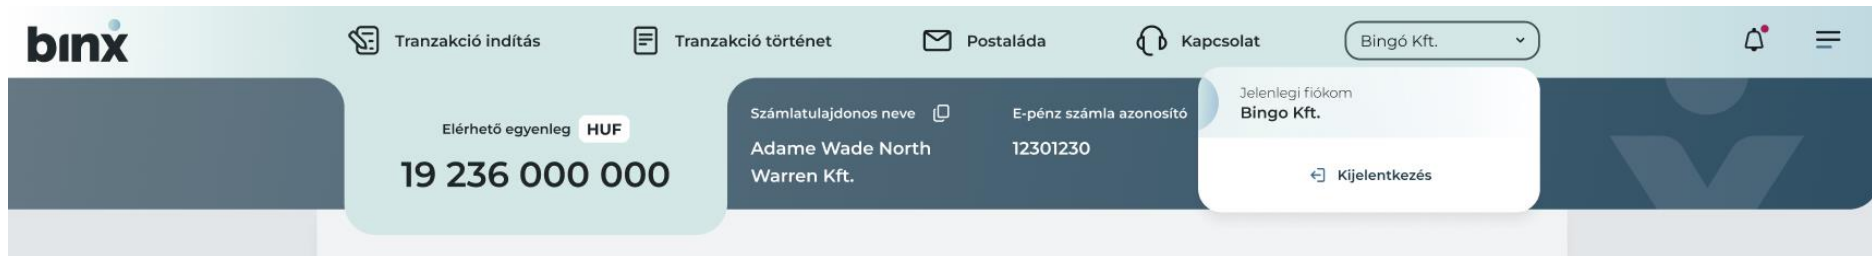 binx
Tranzakció indítás
Tranzakció történet
Postaláda
Kapcsolat
Bingó Kft.
Elérhető egyenleg HUF
19 236 000 000
Számlatulajdonos neve
Adame Wade North
Warren Kft.
E-pénz számla azonosító
12301230
Jelenlegi fiókom
Bingo Kft.
Kijelentkezés